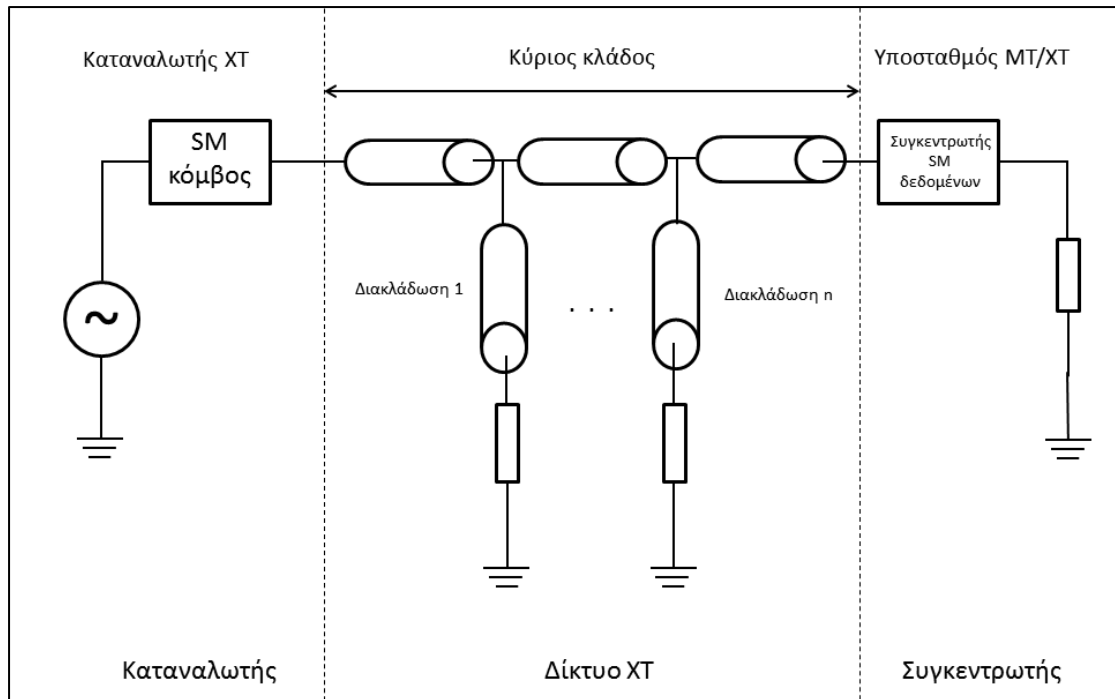 Καταναλωτής ΧΤ
Κύριος κλάδος
Υποσταθμός ΜΤ/ΧΤ
SM
κόμβος
Συγκεντρωτής
SM
δεδομένων
~
Διακλάδωση 1
. . .
Διακλάδωση n
Καταναλωτής
Δίκτυο ΧΤ
Συγκεντρωτής